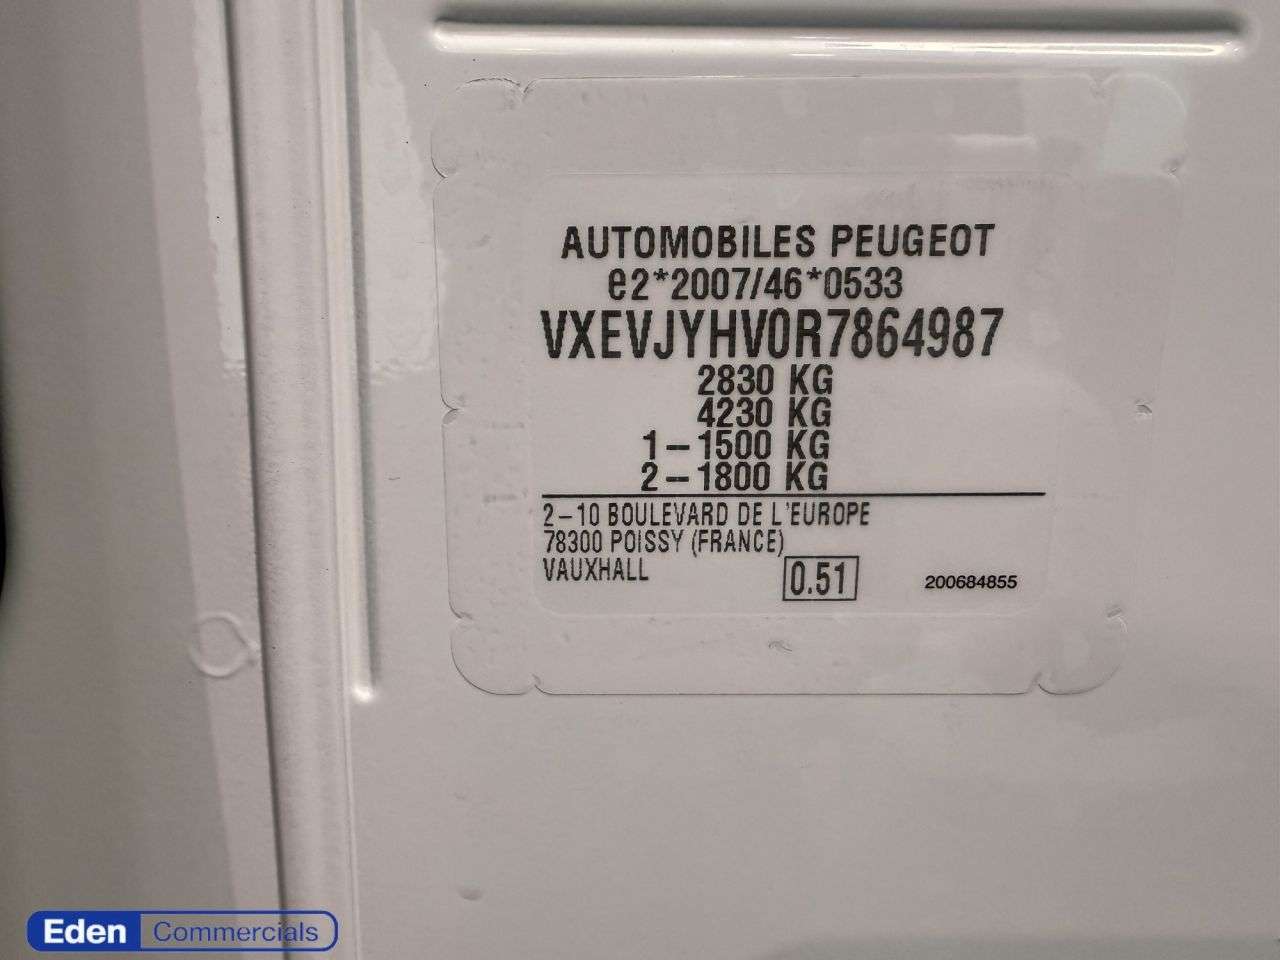 AUTOMOBILES PEUGEOT
e2*2007/46*0533
VXEVJYHV0R7864987
2830 KG
4230 KG
1-1500 KG
2-1800 KG
2-10 BOULEVARD DE L'EUROPE
78300 POISSY (FRANCE)
VAUXHALL
0.51
200684855
Eden Commercials